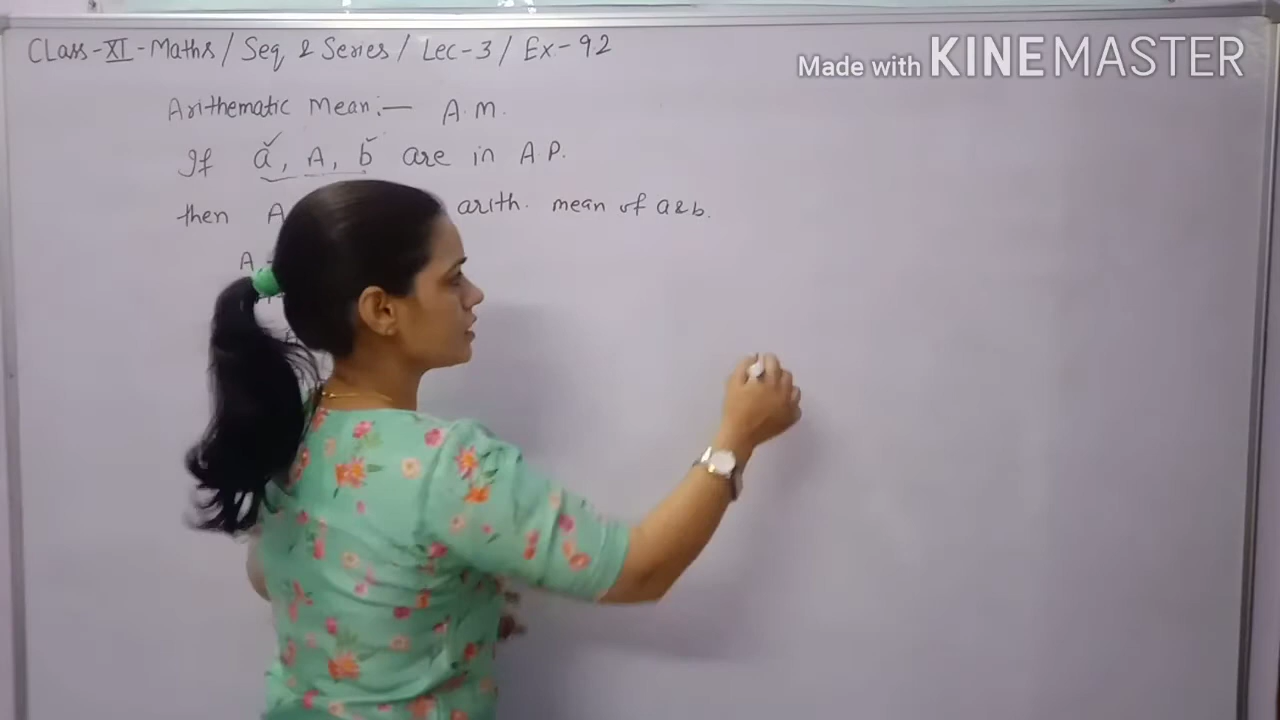 CLass-XI-Maths / Seq & Series / Lec-3 / Ex-92
Made with KINEMASTER
Arithematic Mean:— A.M.
If a, A, b are in A.P.
then A arith. mean of a&b.
A